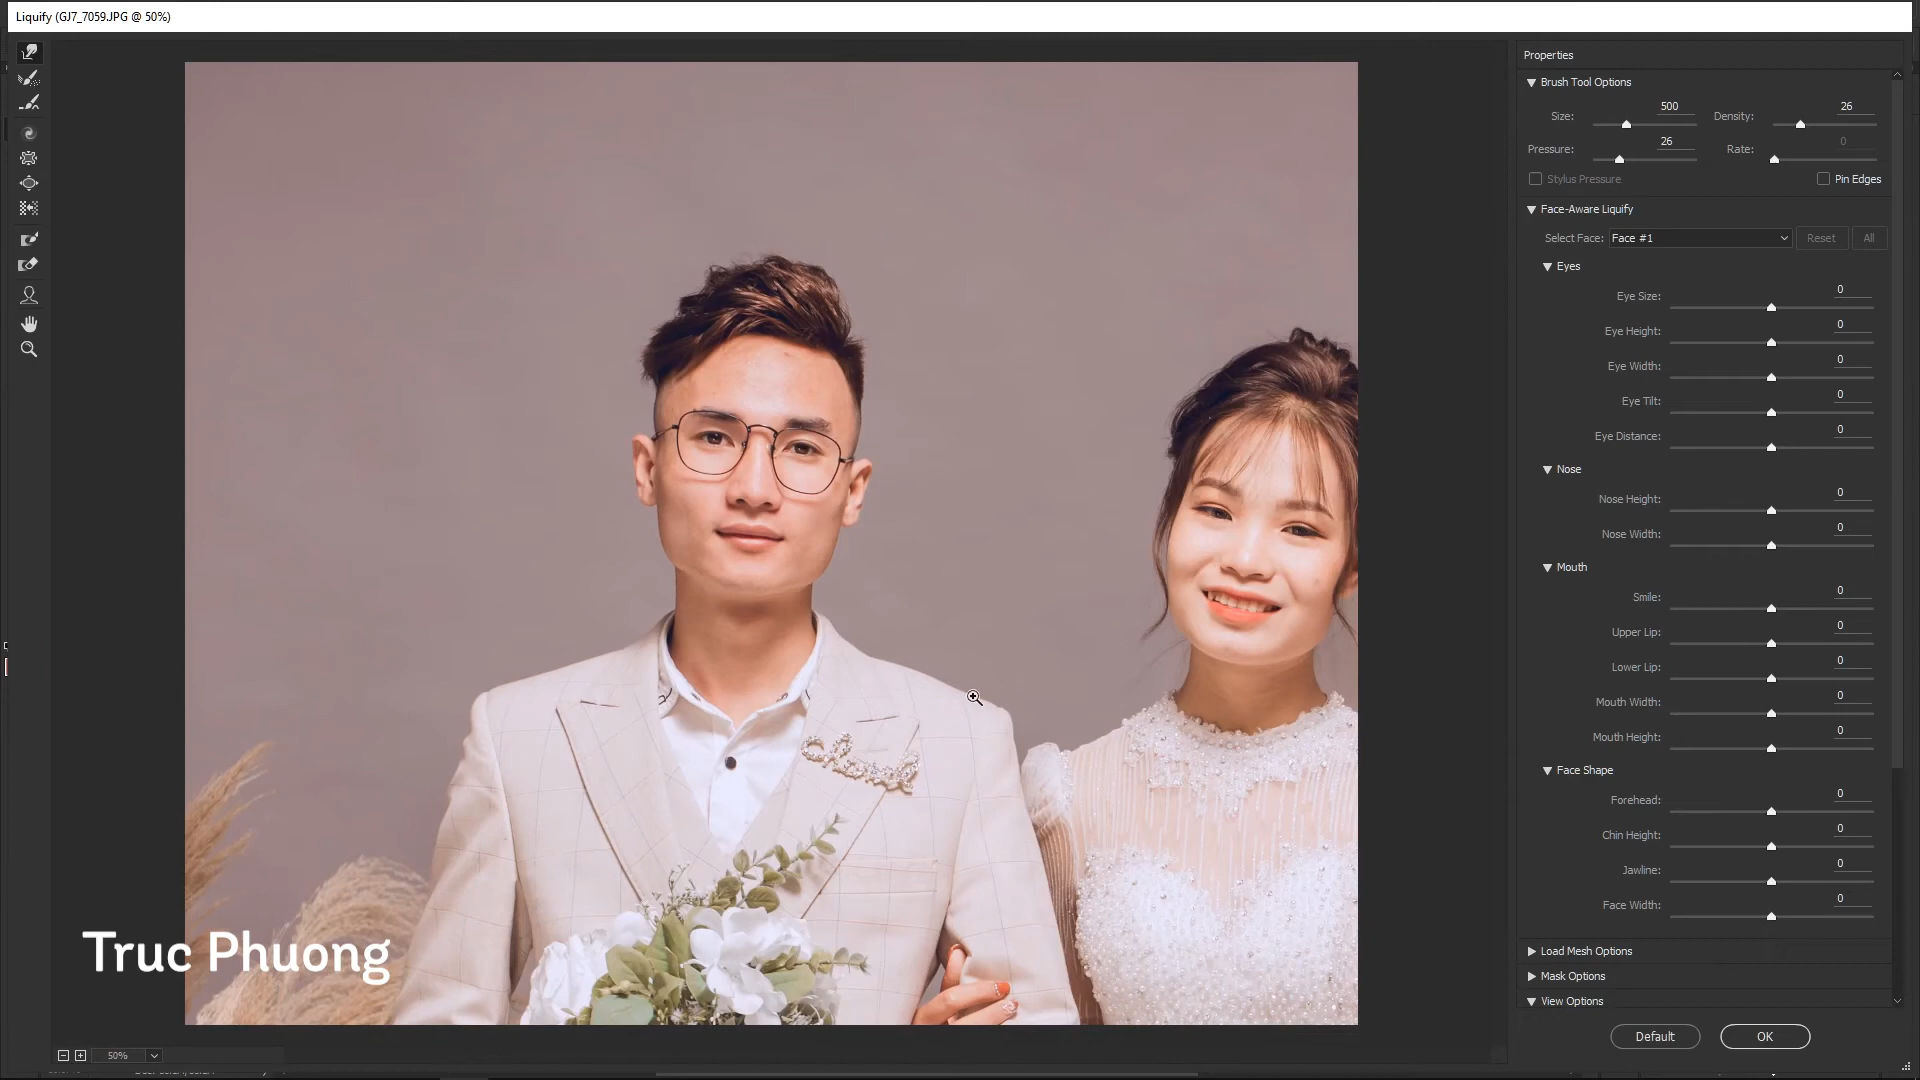 Liquify (GJ7_7059.JPG @ 50%)
Properties
Brush Tool Options
Size: 500 Density: 26
Pressure: 26 Rate: 0
Stylus Pressure Pin Edges
Face-Aware Liquify
Select Face: Face #1 Reset All
Eyes
Eye Size: 0
Eye Height: 0
Eye Width: 0
Eye Tilt: 0
Eye Distance: 0
Nose
Nose Height: 0
Nose Width: 0
Mouth
Smile: 0
Upper Lip: 0
Lower Lip: 0
Mouth Width: 0
Mouth Height: 0
Face Shape
Forehead: 0
Chin Height: 0
Jawline: 0
Face Width: 0
Load Mesh Options
Mask Options
View Options
Default OK
Truc Phuong
50%